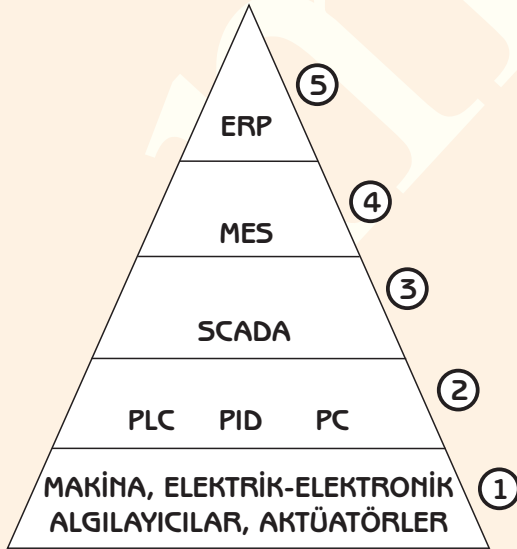 5
ERP
4
MES
3
SCADA
2
PLC PID PC
MAKİNA, ELEKTRİK-ELEKTRONİK 1
ALGILAYICILAR, AKTÜATÖRLER